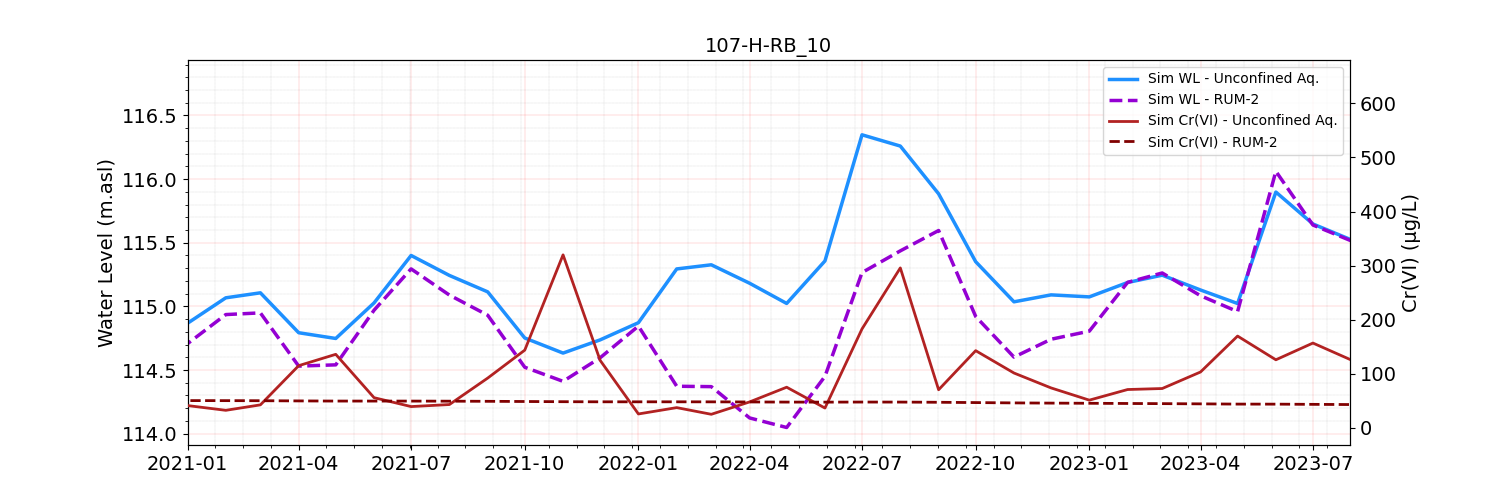 107-H-RB_10
Sim WL - Unconfined Aq.
Sim WL - RUM-2
Sim Cr(VI) - Unconfined Aq.
Sim Cr(VI) - RUM-2
Water Level (m.asl)
116.5
116.0
115.5
115.0
114.5
114.0
600
500
400
300
200
100
0
Cr(VI) (μg/L)
2021-01 2021-04 2021-07 2021-10 2022-01 2022-04 2022-07 2022-10 2023-01 2023-04 2023-07